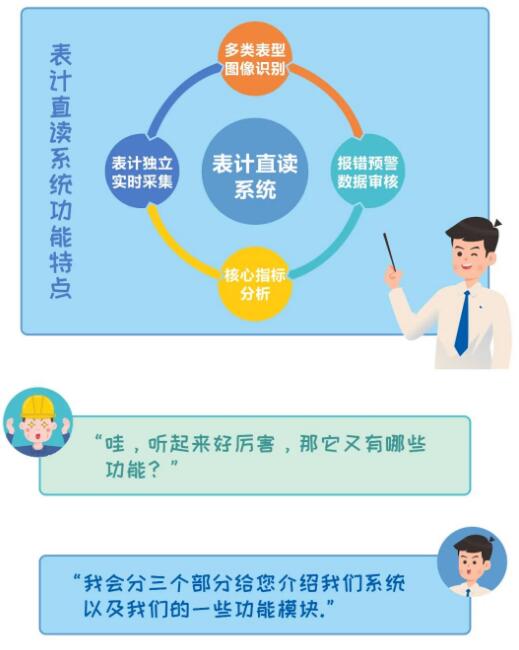 表计直读系统功能特点
多类表型
图像识别
表计独立
实时采集
表计直读
系统
报错预警
数据审核
核心指标
分析
“哇，听起来好厉害，那它又有哪些
功能？”
“我会分三个部分给您介绍我们系统
以及我们的一些功能模块.”